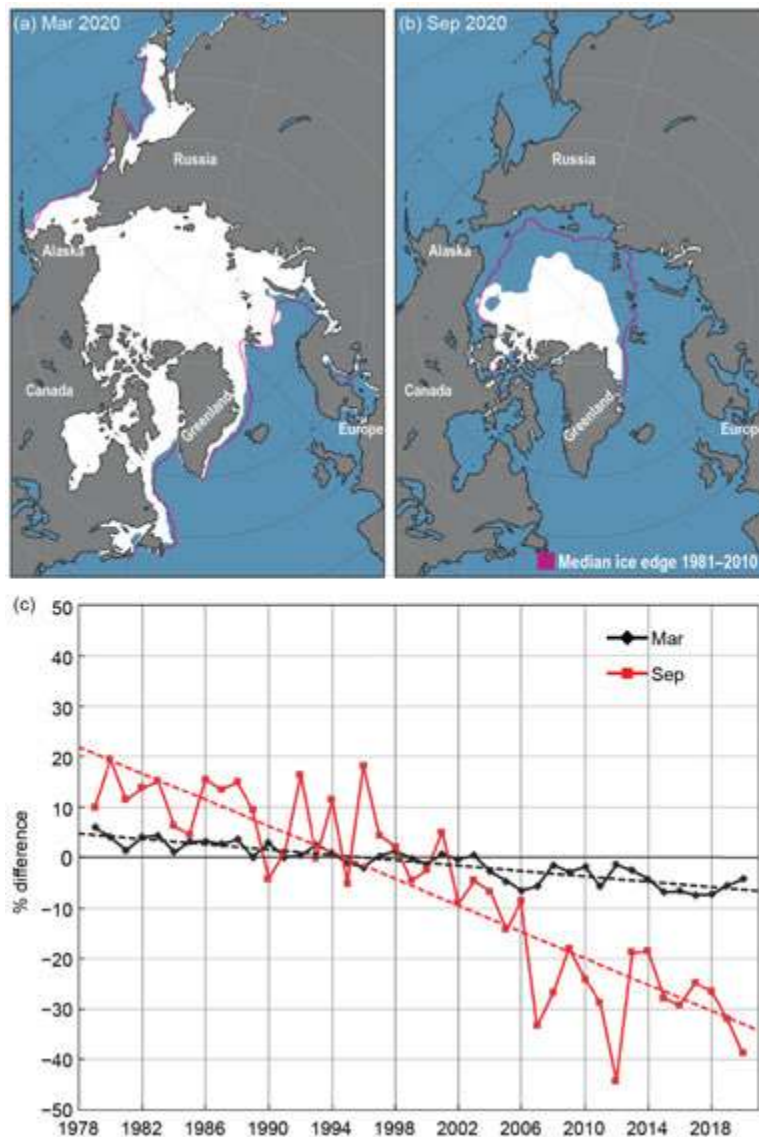 (a) Mar 2020
Russia
Alaska
Canada
Greenland
Europe
(b) Sep 2020
Russia
Alaska
Canada
Greenland
Europe
Median ice edge 1981–2010
(c)
50
40
30
20
10
0
−10
−20
−30
−40
−50
% difference
Mar
Sep
1978 1982 1986 1990 1994 1998 2002 2006 2010 2014 2018